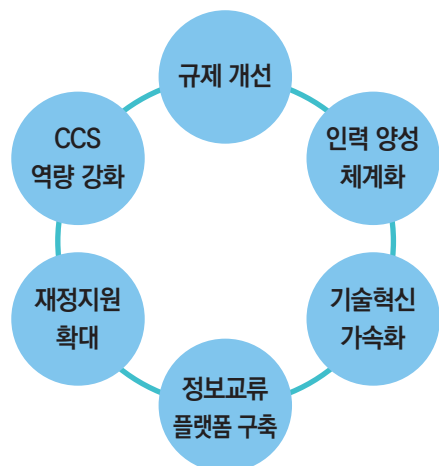 규제 개선
인력 양성
체계화
기술혁신
가속화
정보교류
플랫폼 구축
재정지원
확대
CCS
역량 강화